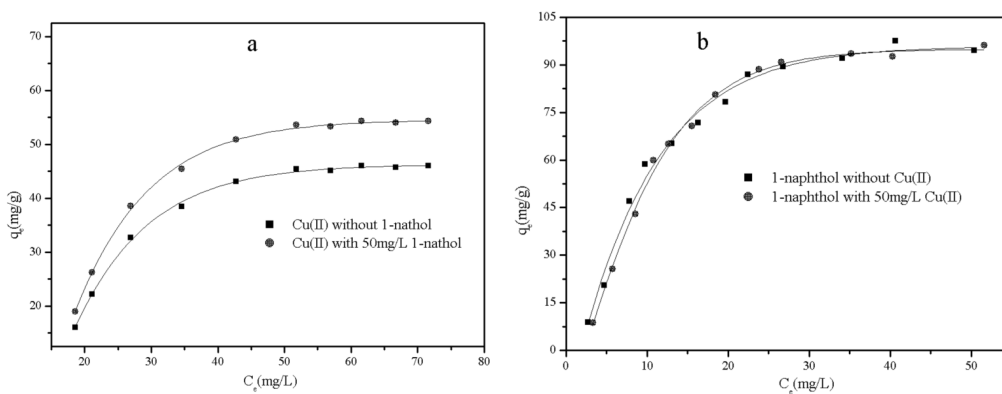 a
70
60
50
40
30
20
qe(mg/g)
Cu(II) without 1-nathol
Cu(II) with 50mg/L 1-nathol
20 30 40 50 60 70 80
Ce(mg/L)
b
105
90
75
60
45
30
15
0
qe(mg/g)
1-naphthol without Cu(II)
1-naphthol with 50mg/L Cu(II)
0 10 20 30 40 50
Ce(mg/L)